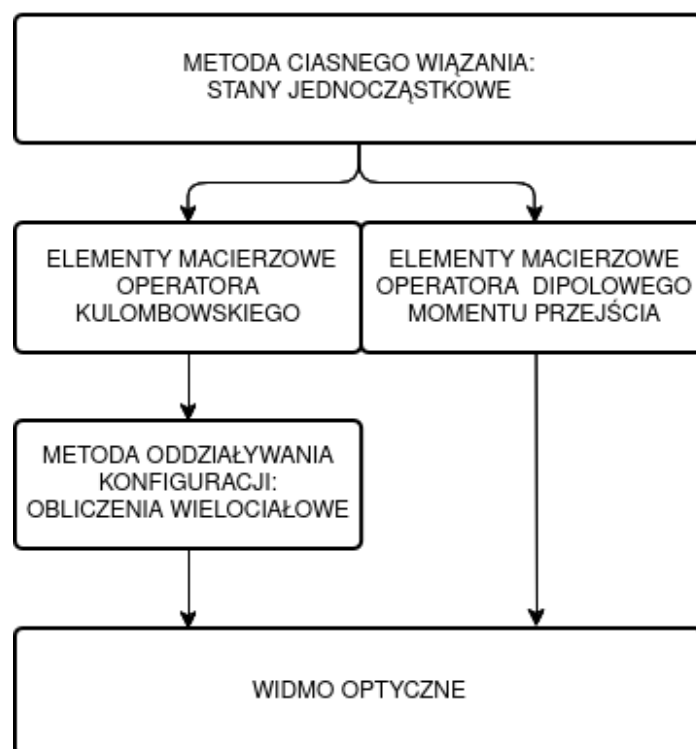 METODA CIASNEGO WIĄZANIA:
STANY JEDNOCZĄSTKOWE
ELEMENTY MACIERZOWE
OPERATORA
KULOMBOWSKIEGO
ELEMENTY MACIERZOWE
OPERATORA DIPOLOWEGO
MOMENTU PRZEJŚCIA
METODA ODDZIAŁYWANIA
KONFIGURACJI:
OBLICZENIA WIELOCIAŁOWE
WIDMO OPTYCZNE